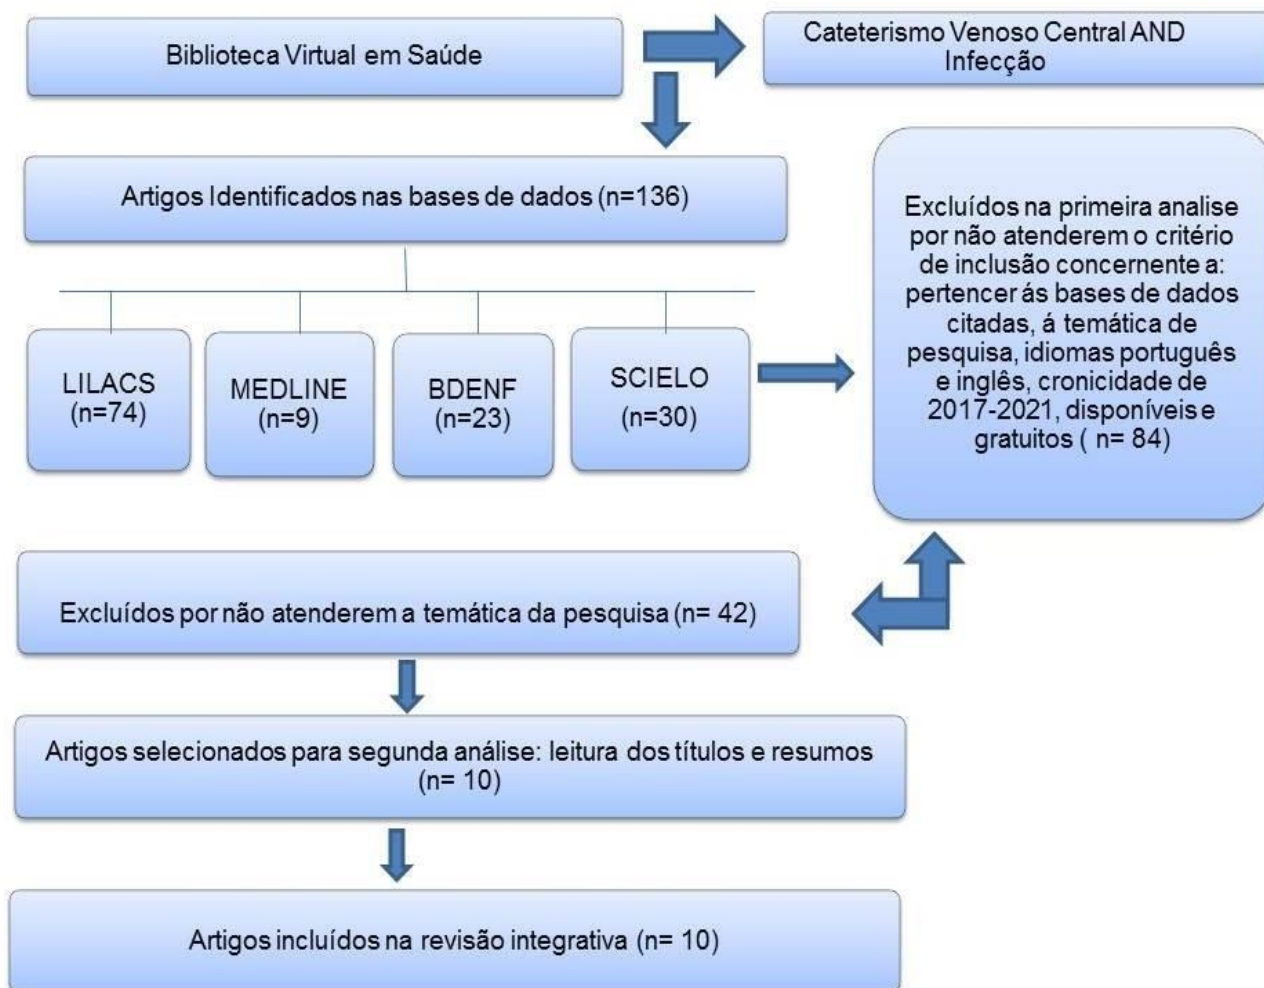 Biblioteca Virtual em Saúde
Cateterismo Venoso Central AND
Infecção
Artigos Identificados nas bases de dados (n=136)
LILACS
(n=74)
MEDLINE
(n=9)
BDENF
(n=23)
SCIELO
(n=30)
Excluídos na primeira analise
por não atenderem o critério
de inclusão concernente a:
pertencer ás bases de dados
citadas, á temática de
pesquisa, idiomas português
e inglês, cronicidade de
2017-2021, disponíveis e
gratuitos ( n= 84)
Excluídos por não atenderem a temática da pesquisa (n= 42)
Artigos selecionados para segunda análise: leitura dos títulos e resumos
(n= 10)
Artigos incluídos na revisão integrativa (n= 10)